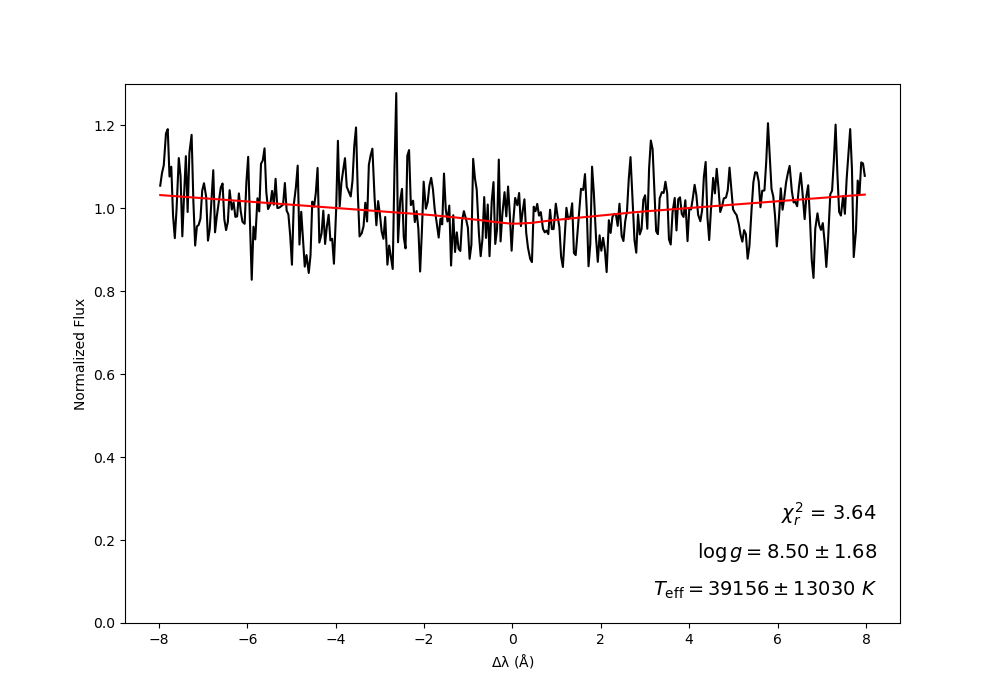 1.2
1.0
0.8
0.6
0.4
0.2
0.0
Normalized Flux
χ²ᵣ = 3.64
log g = 8.50 ± 1.68
T_eff = 39156 ± 13030 K
−8 −6 −4 −2 0 2 4 6 8
Δλ (Å)